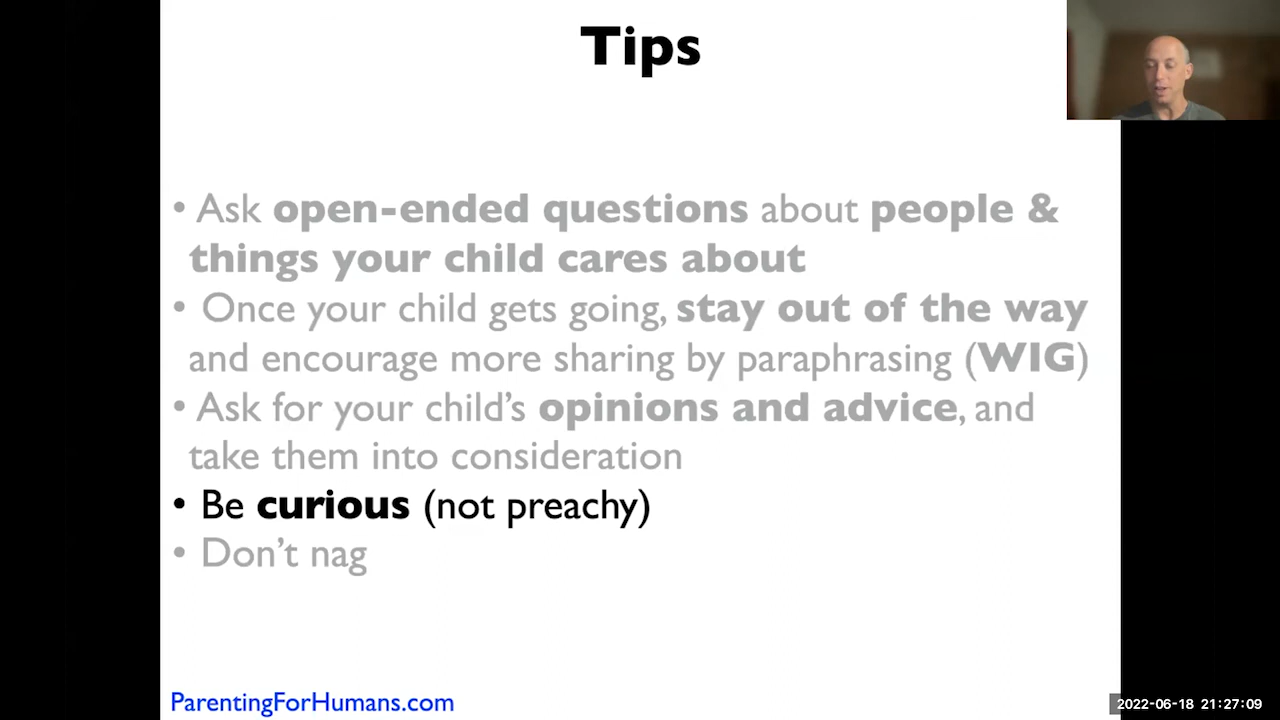 Tips
• Ask open-ended questions about people &
things your child cares about
• Once your child gets going, stay out of the way
and encourage more sharing by paraphrasing (WIG)
• Ask for your child’s opinions and advice, and
take them into consideration
• Be curious (not preachy)
• Don’t nag
ParentingForHumans.com
2022-06-18 21:27:09